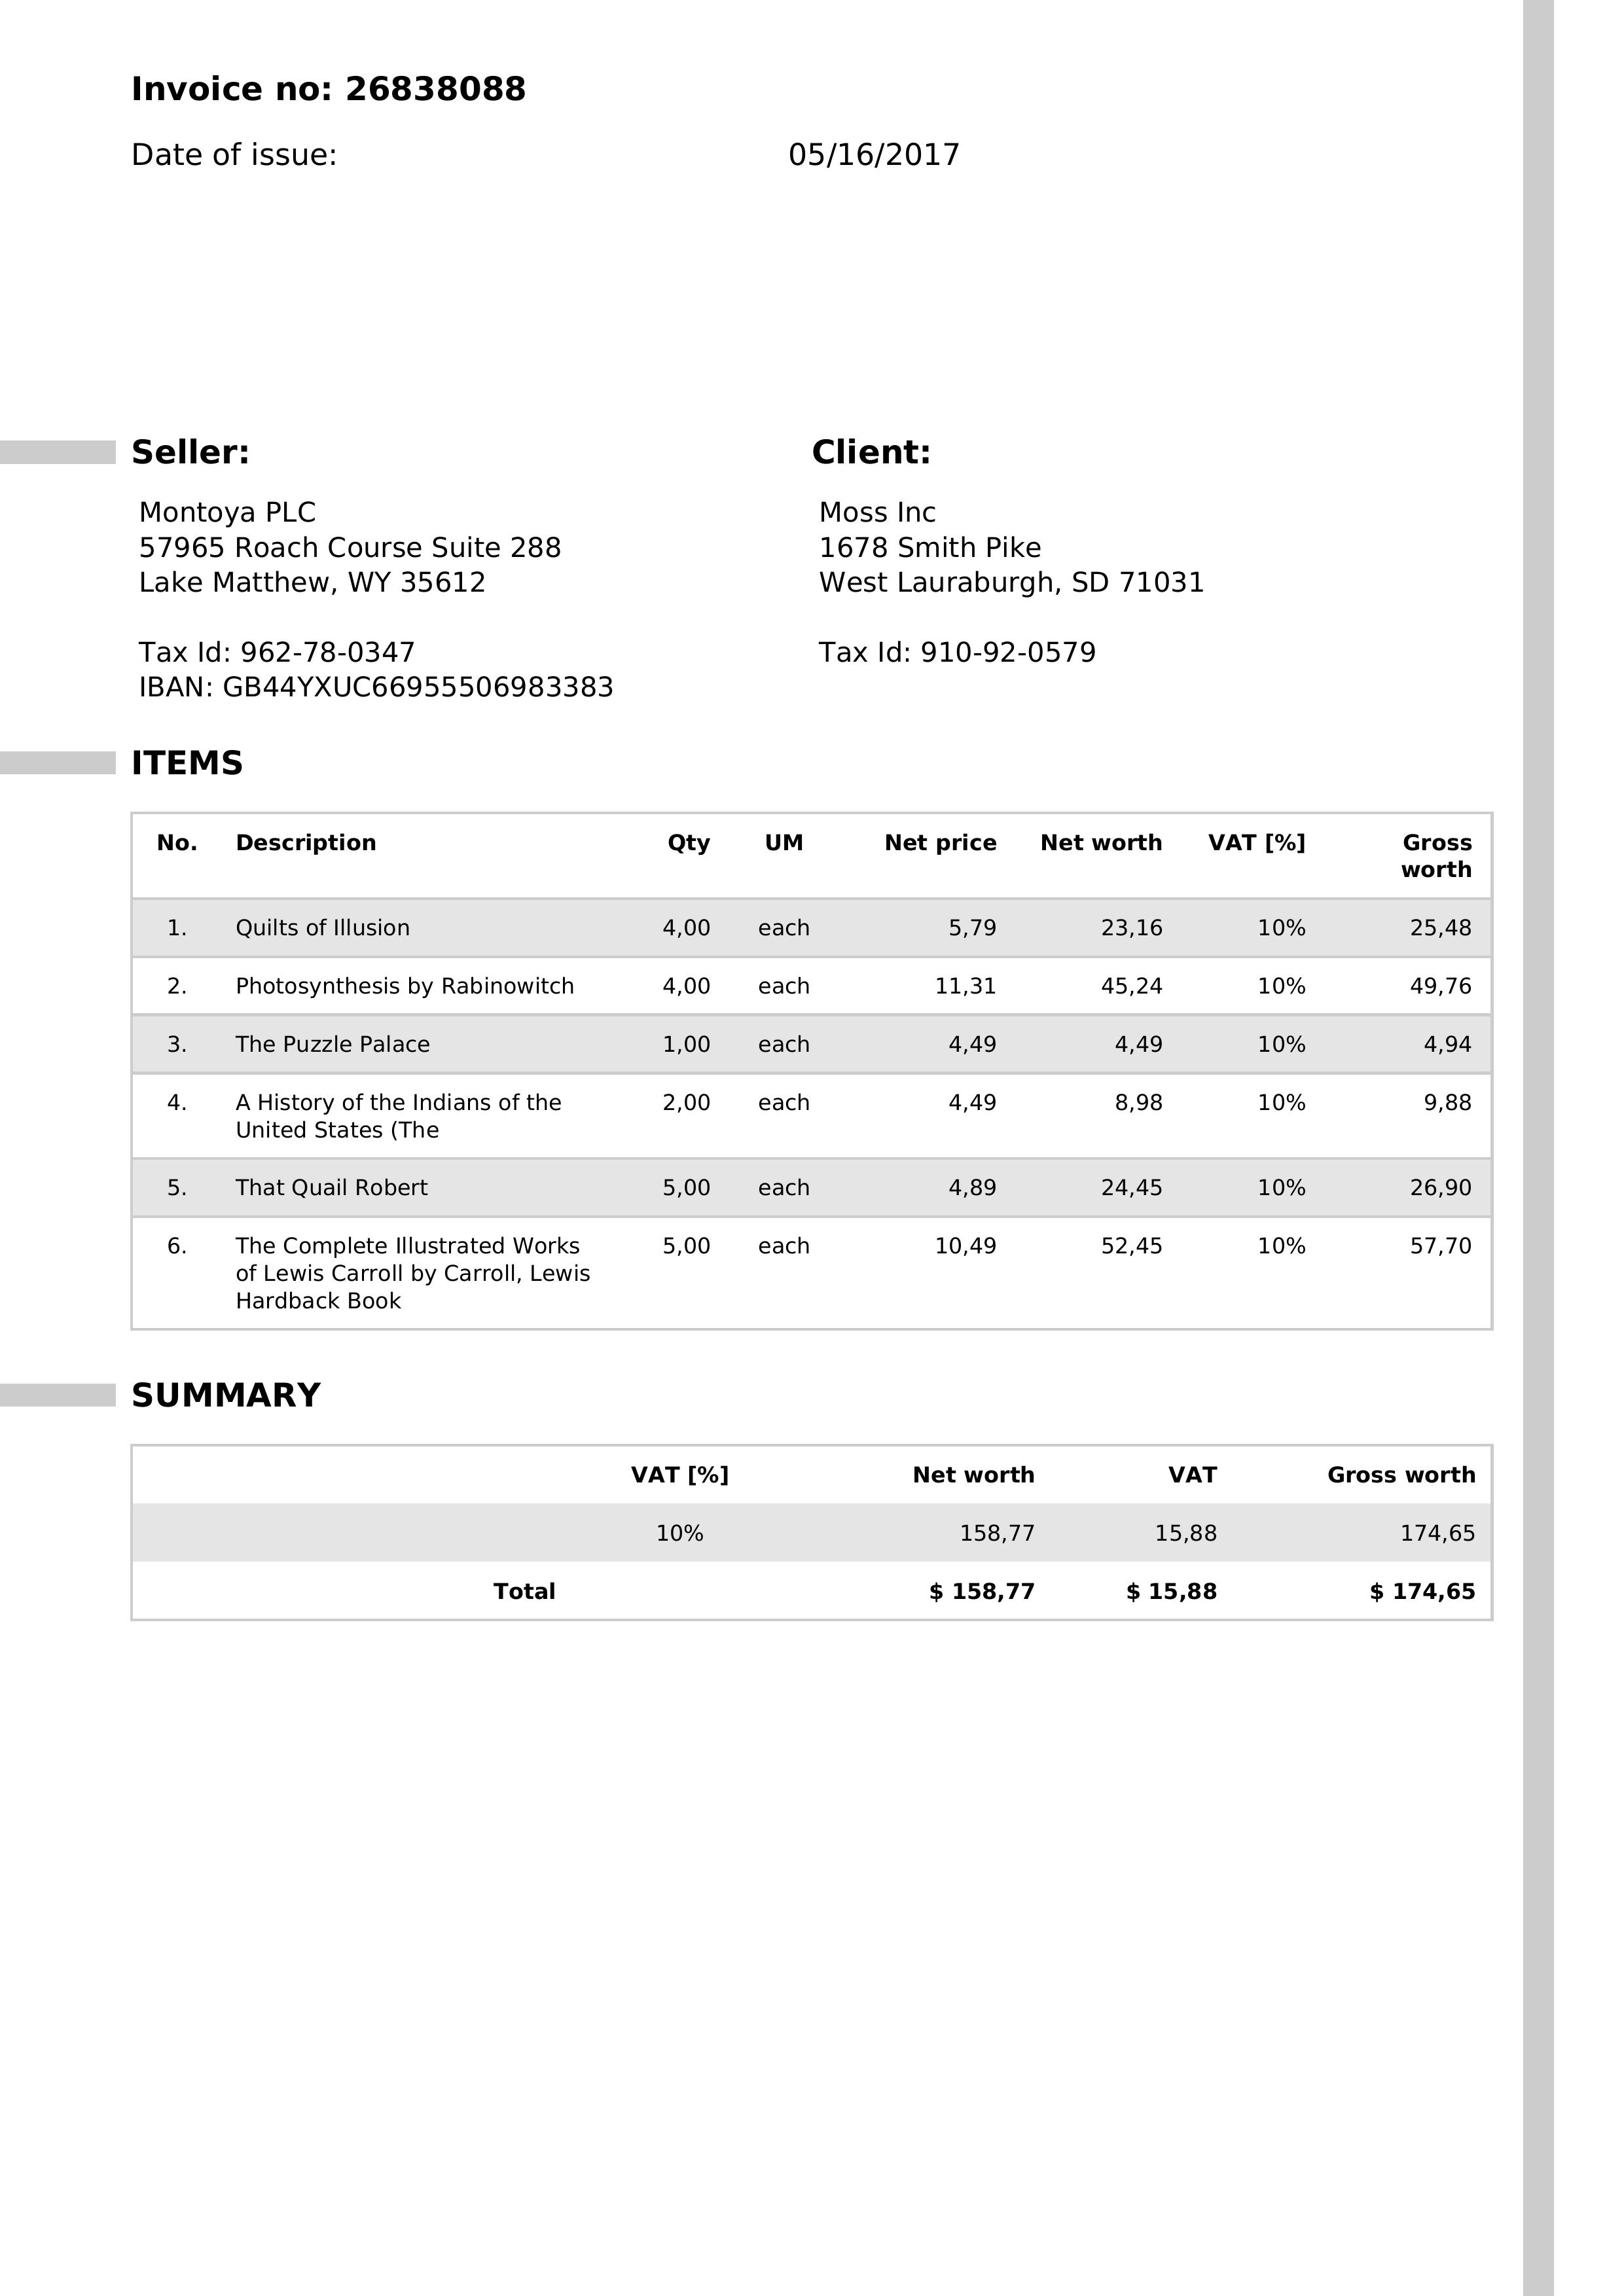 Invoice no: 26838088
Date of issue: 05/16/2017
Seller:
Montoya PLC
57965 Roach Course Suite 288
Lake Matthew, WY 35612
Tax Id: 962-78-0347
IBAN: GB44YXUC66955506983383
Client:
Moss Inc
1678 Smith Pike
West Lauraburgh, SD 71031
Tax Id: 910-92-0579
ITEMS
No. Description Qty UM Net price Net worth VAT [%] Gross
worth
1. Quilts of Illusion 4,00 each 5,79 23,16 10% 25,48
2. Photosynthesis by Rabinowitch 4,00 each 11,31 45,24 10% 49,76
3. The Puzzle Palace 1,00 each 4,49 4,49 10% 4,94
4. A History of the Indians of the 2,00 each 4,49 8,98 10% 9,88
United States (The
5. That Quail Robert 5,00 each 4,89 24,45 10% 26,90
6. The Complete Illustrated Works 5,00 each 10,49 52,45 10% 57,70
of Lewis Carroll by Carroll, Lewis
Hardback Book
SUMMARY
VAT [%] Net worth VAT Gross worth
10% 158,77 15,88 174,65
Total $ 158,77 $ 15,88 $ 174,65